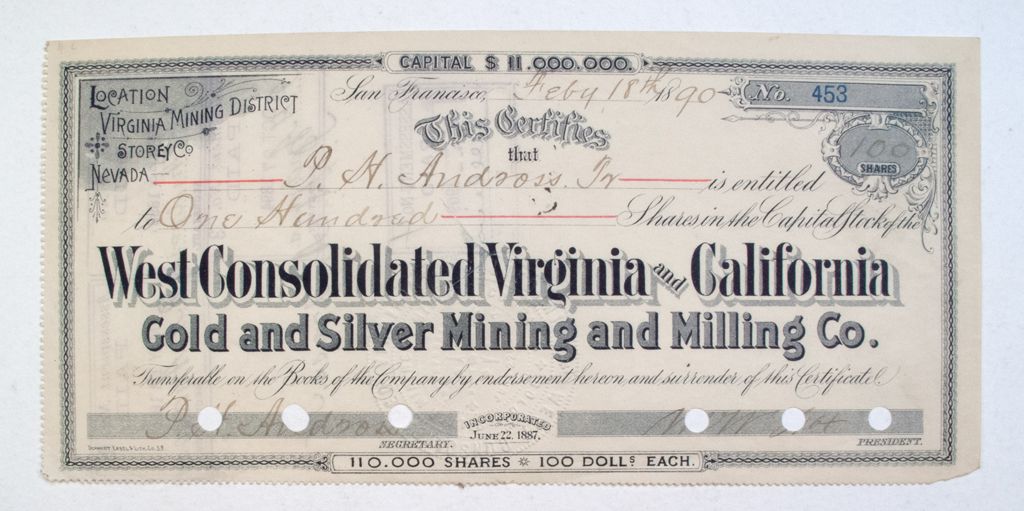 CAPITAL $ 11.000.000.
LOCATION
VIRGINIA MINING DISTRICT
STOREY CO
NEVADA
San Francisco, Feby 18th 1890
No. 453
100
SHARES
This Certifies
that
P. H. Andross. Jr is entitled
to One Hundred Shares in the Capital Stock of the
West Consolidated Virginia and California
Gold and Silver Mining and Milling Co.
Transferable on the Books of the Company by endorsement hereon and surrender of this Certificate
P. H. Andross
SECRETARY.
INCORPORATED
JUNE 22. 1887.
PRESIDENT.
110.000 SHARES * 100 DOLLS EACH.